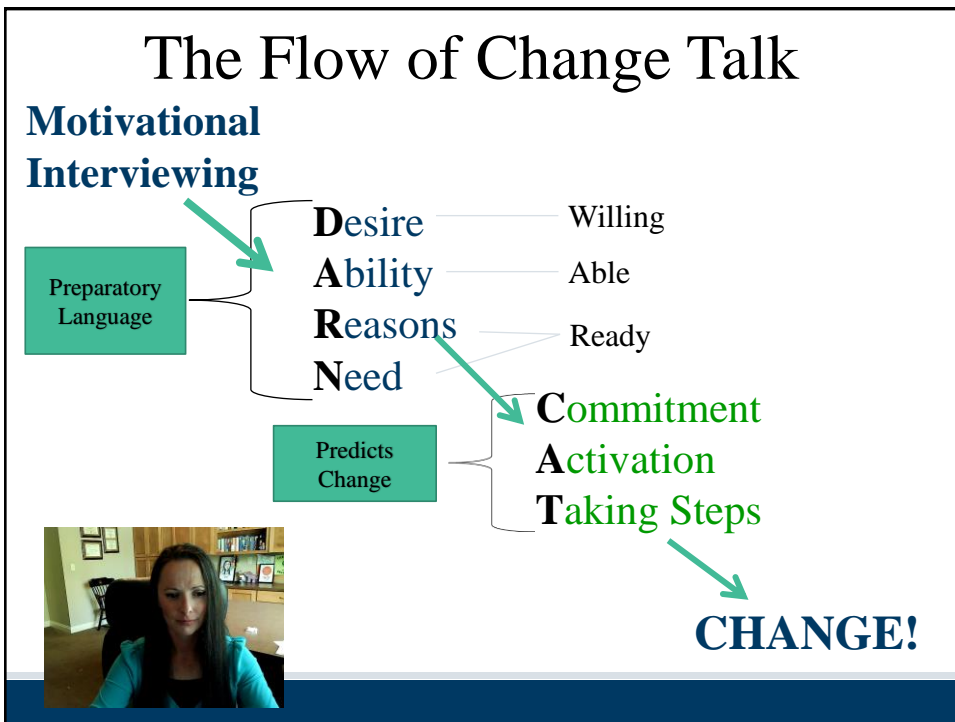 The Flow of Change Talk
Motivational
Interviewing
Desire
Willing
Ability
Able
Preparatory
Language
Reasons
Ready
Need
Commitment
Predicts
Change
Activation
Taking Steps
CHANGE!